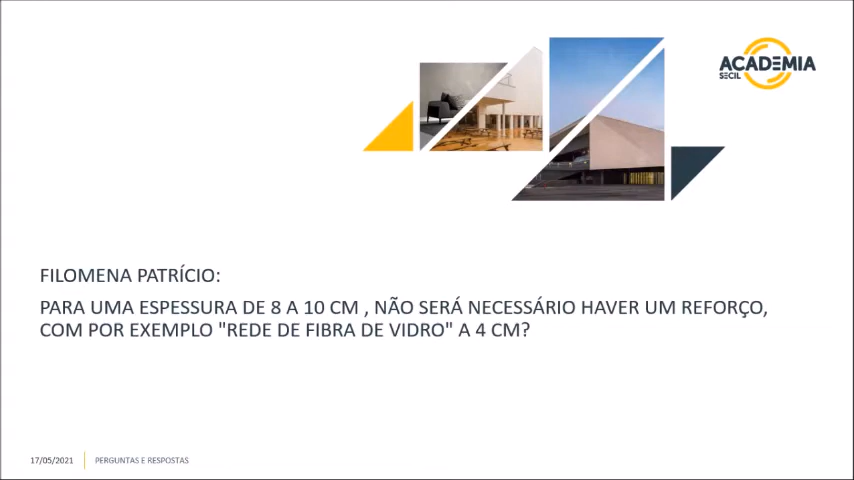 ACADEMIA
SECIL
FILOMENA PATRÍCIO:
PARA UMA ESPESSURA DE 8 A 10 CM , NÃO SERÁ NECESSÁRIO HAVER UM REFORÇO,
COM POR EXEMPLO "REDE DE FIBRA DE VIDRO" A 4 CM?
17/05/2021 PERGUNTAS E RESPOSTAS